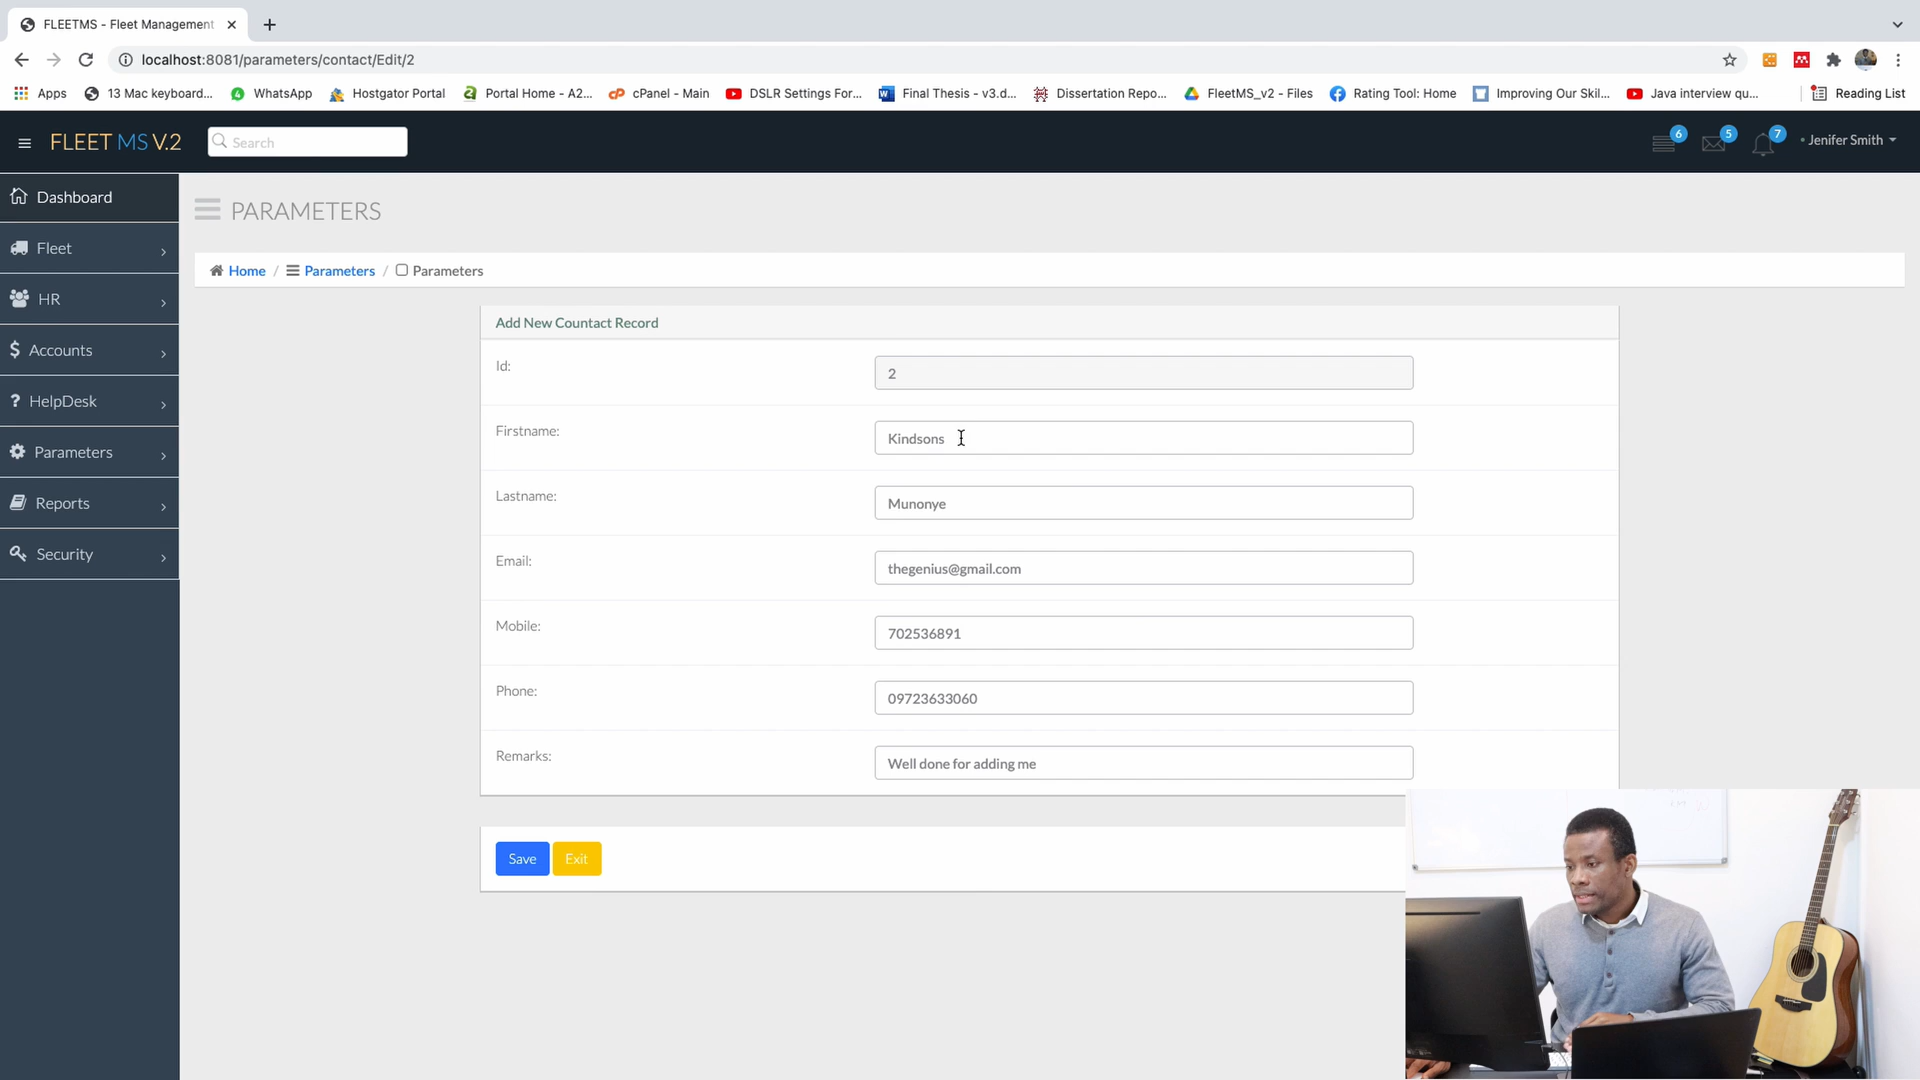 FLEETMS - Fleet Management
localhost:8081/parameters/contact/Edit/2
Apps 13 Mac keyboard... WhatsApp Hostgator Portal Portal Home - A2... cPanel - Main DSLR Settings For... Final Thesis - v3.d... Dissertation Repo... FleetMS_v2 - Files Rating Tool: Home Improving Our Skil... Java interview qu... Reading List
FLEET MS V.2 Search 6 5 7 Jenifer Smith
Dashboard
Fleet
HR
Accounts
HelpDesk
Parameters
Reports
Security
PARAMETERS
Home / Parameters / Parameters
Add New Countact Record
Id: 2
Firstname: Kindsons
Lastname: Munonye
Email: thegenius@gmail.com
Mobile: 702536891
Phone: 09723633060
Remarks: Well done for adding me
Save Exit